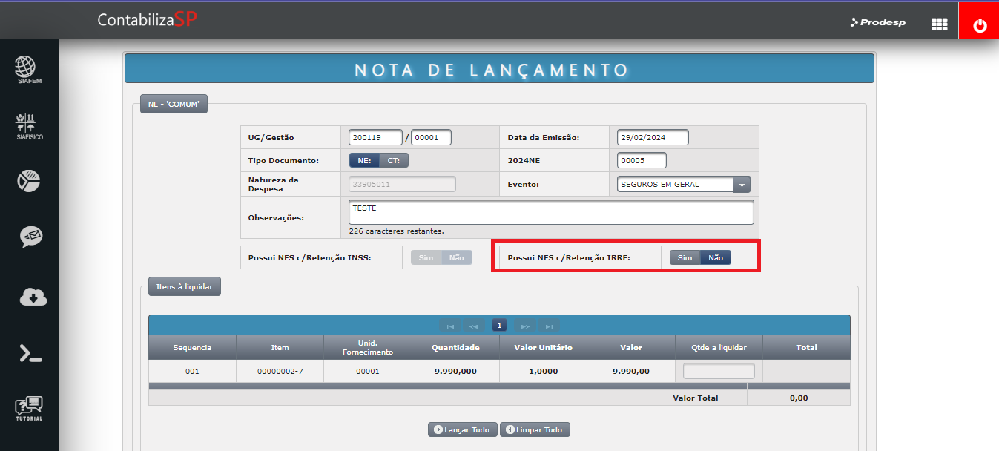 ContabilizaSP
Prodesp
SIAFEM
SIAFISICO
TUTORIAL
NOTA DE LANÇAMENTO
NL - 'COMUM'
UG/Gestão 200119 / 00001 Data da Emissão: 29/02/2024
Tipo Documento: NE: CT: 2024NE 00005
Natureza da
Despesa 33905011 Evento: SEGUROS EM GERAL
Observações: TESTE
226 caracteres restantes.
Possui NFS c/Retenção INSS: Sim Não Possui NFS c/Retenção IRRF: Sim Não
Itens à liquidar
1
Sequencia Item Unid. Fornecimento Quantidade Valor Unitário Valor Qtde a liquidar Total
001 00000002-7 00001 9.990,000 1,0000 9.990,00
Valor Total 0,00
Lançar Tudo Limpar Tudo